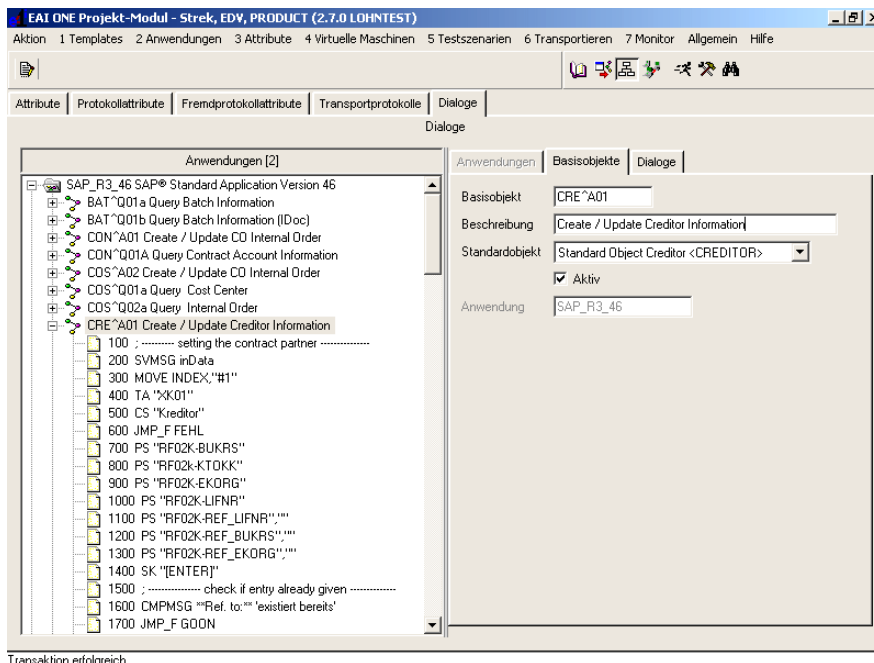 EAI ONE Projekt-Modul - Strek, EDV, PRODUCT (2.7.0 LOHNTEST)
Aktion 1 Templates 2 Anwendungen 3 Attribute 4 Virtuelle Maschinen 5 Testszenarien 6 Transportieren 7 Monitor Allgemein Hilfe
Attribute Protokollattribute Fremdprotokollattribute Transportprotokolle Dialoge
Dialoge
Anwendungen [2]
SAP_R3_46 SAP® Standard Application Version 46
BAT^Q01a Query Batch Information
BAT^Q01b Query Batch Information (IDoc)
CON^A01 Create / Update CO Internal Order
CON^Q01A Query Contract Account Information
COS^A02 Create / Update CO Internal Order
COS^Q01a Query Cost Center
COS^Q02a Query Internal Order
CRE^A01 Create / Update Creditor Information
100 ; ---------- setting the contract partner ---------------
200 SVMSG inData
300 MOVE INDEX,"#1"
400 TA "XK01"
500 CS "Kreditor"
600 JMP_F FEHL
700 PS "RF02K-BUKRS"
800 PS "RF02k-KTOKK"
900 PS "RF02K-EKORG"
1000 PS "RF02K-LIFNR"
1100 PS "RF02K-REF_LIFNR",""
1200 PS "RF02K-REF_BUKRS",""
1300 PS "RF02K-REF_EKORG",""
1400 SK "[ENTER]"
1500 ; --------------- check if entry already given -------------
1600 CMPMSG **Ref. to:** 'existiert bereits'
1700 JMP_F GOON
Anwendungen Basisobjekte Dialoge
Basisobjekt CRE^A01
Beschreibung Create / Update Creditor Information
Standardobjekt Standard Object Creditor <CREDITOR>
Aktiv
Anwendung SAP_R3_46
Transaktion erfolgreich